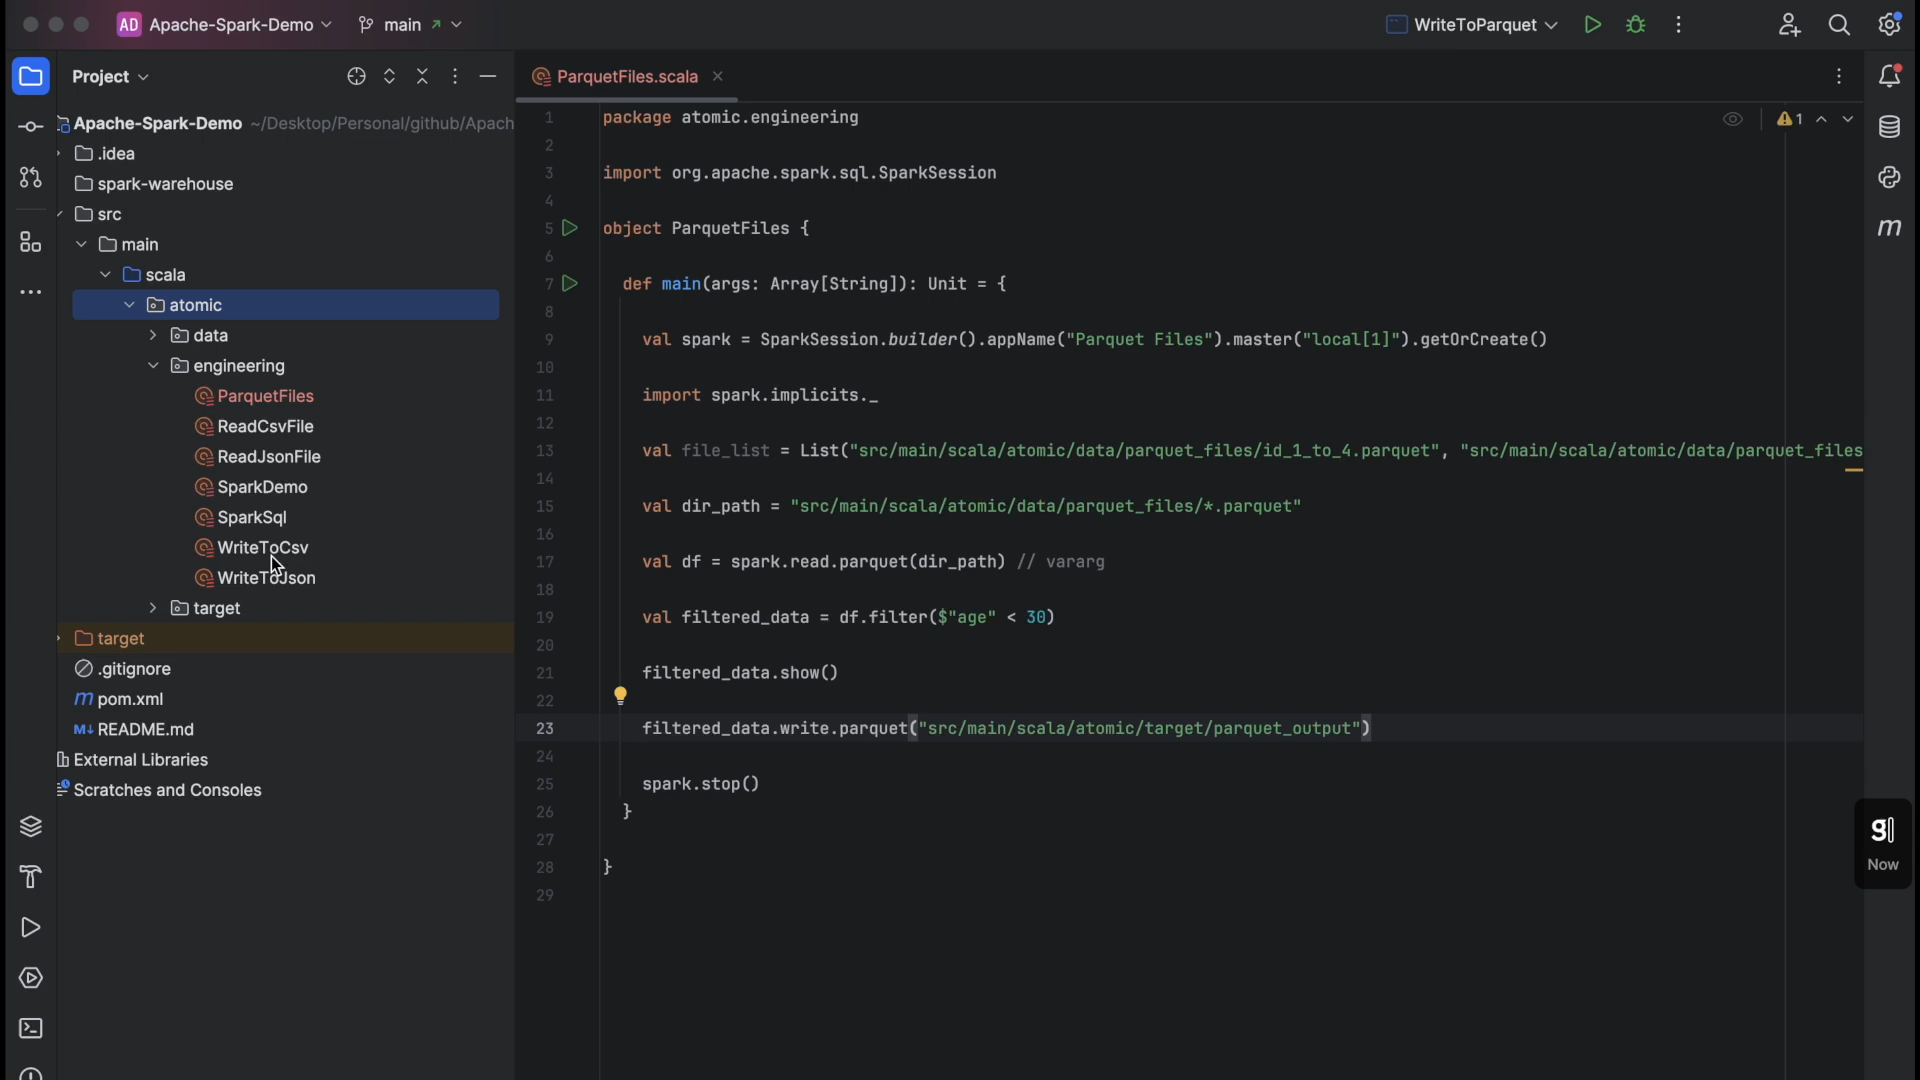 AD Apache-Spark-Demo main WriteToParquet
Project
ParquetFiles.scala
Apache-Spark-Demo ~/Desktop/Personal/github/Apach
.idea
spark-warehouse
src
main
scala
atomic
data
engineering
ParquetFiles
ReadCsvFile
ReadJsonFile
SparkDemo
SparkSql
WriteToCsv
WriteToJson
target
target
.gitignore
m pom.xml
M↓ README.md
External Libraries
Scratches and Consoles
1 package atomic.engineering
2
3 import org.apache.spark.sql.SparkSession
4
5 object ParquetFiles {
6
7 def main(args: Array[String]): Unit = {
8
9 val spark = SparkSession.builder().appName("Parquet Files").master("local[1]").getOrCreate()
10
11 import spark.implicits._
12
13 val file_list = List("src/main/scala/atomic/data/parquet_files/id_1_to_4.parquet", "src/main/scala/atomic/data/parquet_files
14
15 val dir_path = "src/main/scala/atomic/data/parquet_files/*.parquet"
16
17 val df = spark.read.parquet(dir_path) // vararg
18
19 val filtered_data = df.filter($"age" < 30)
20
21 filtered_data.show()
22
23 filtered_data.write.parquet("src/main/scala/atomic/target/parquet_output")
24
25 spark.stop()
26 }
27
28 }
29
1
m
g
Now